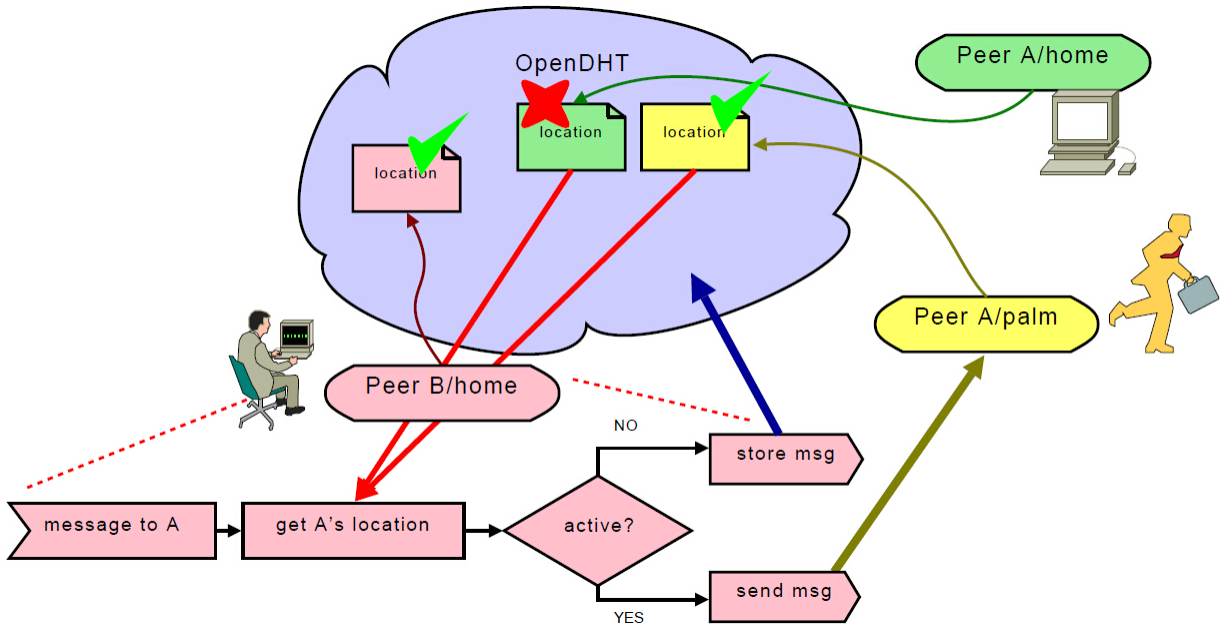 OpenDHT
Peer A/home
location
location
location
Peer A/palm
Peer B/home
NO
store msg
message to A
get A's location
active?
send msg
YES